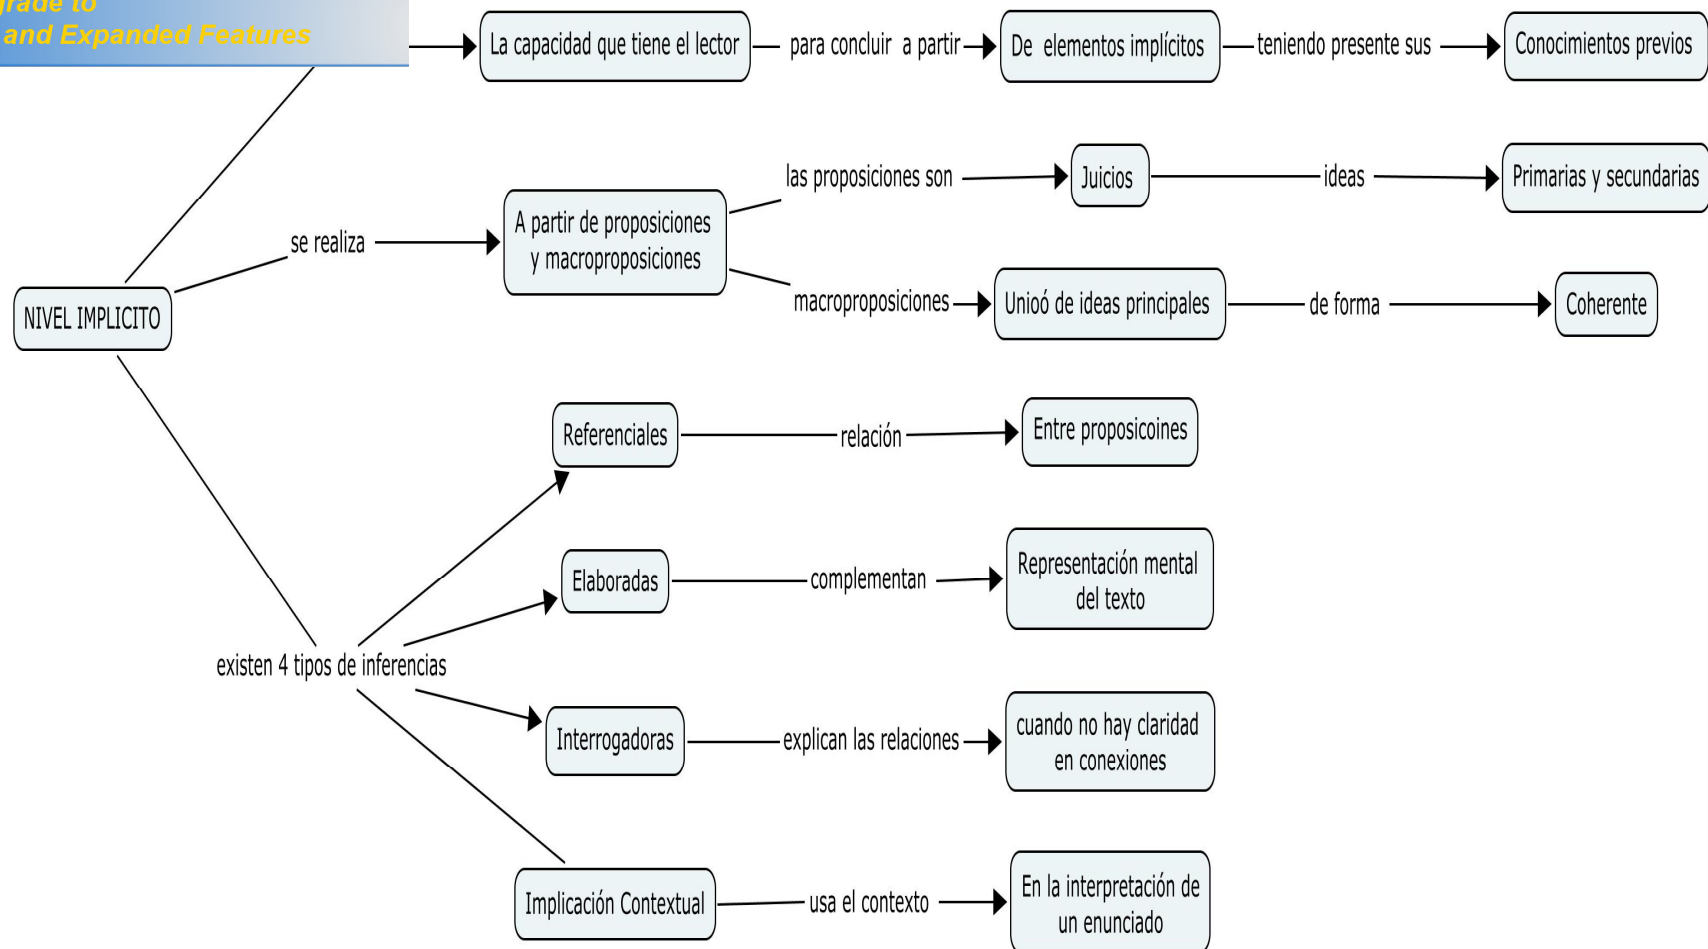 grade to
and Expanded Features
La capacidad que tiene el lector
para concluir a partir
De elementos implícitos
teniendo presente sus
Conocimientos previos
las proposiciones son
Juicios
ideas
Primarias y secundarias
A partir de proposiciones
y macroproposiciones
se realiza
macroproposiciones
Unioó de ideas principales
de forma
Coherente
NIVEL IMPLICITO
Referenciales
relación
Entre proposicoines
Elaboradas
complementan
Representación mental
del texto
existen 4 tipos de inferencias
Interrogadoras
explican las relaciones
cuando no hay claridad
en conexiones
Implicación Contextual
usa el contexto
En la interpretación de
un enunciado